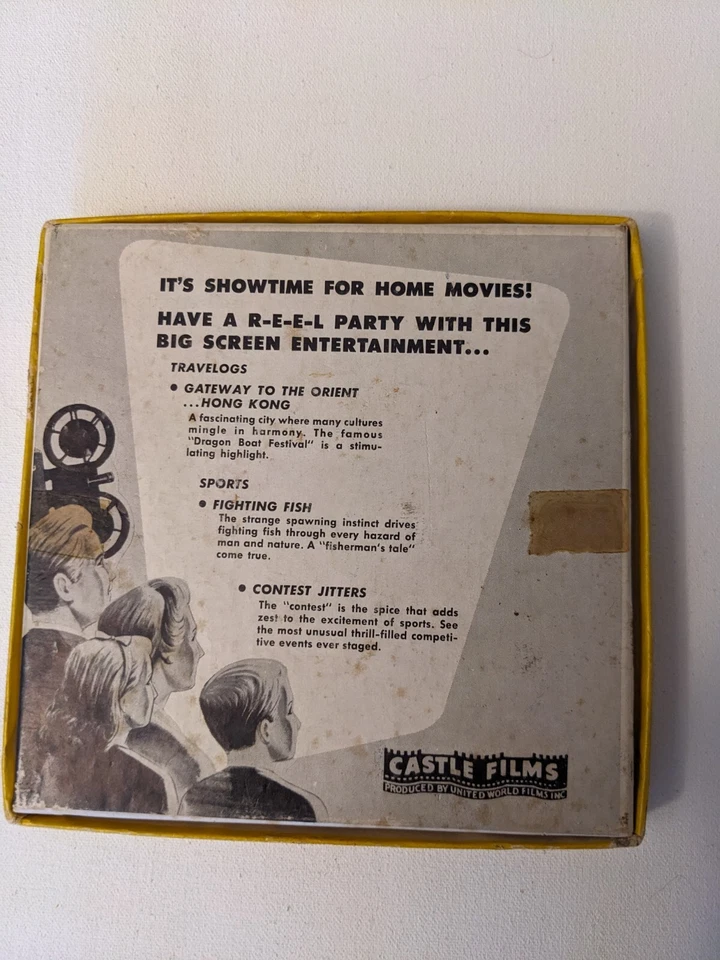 IT'S SHOWTIME FOR HOME MOVIES!
HAVE A R-E-E-L PARTY WITH THIS
BIG SCREEN ENTERTAINMENT...
TRAVELOGS
● GATEWAY TO THE ORIENT
...HONG KONG
A fascinating city where many cultures
mingle in harmony. The famous
"Dragon Boat Festival" is a stimu-
lating highlight.
SPORTS
● FIGHTING FISH
The strange spawning instinct drives
fighting fish through every hazard of
man and nature. A "fisherman's tale"
come true.
● CONTEST JITTERS
The "contest" is the spice that adds
zest to the excitement of sports. See
the most unusual thrill-filled competi-
tive events ever staged.
CASTLE FILMS
PRODUCED BY UNITED WORLD FILMS INC